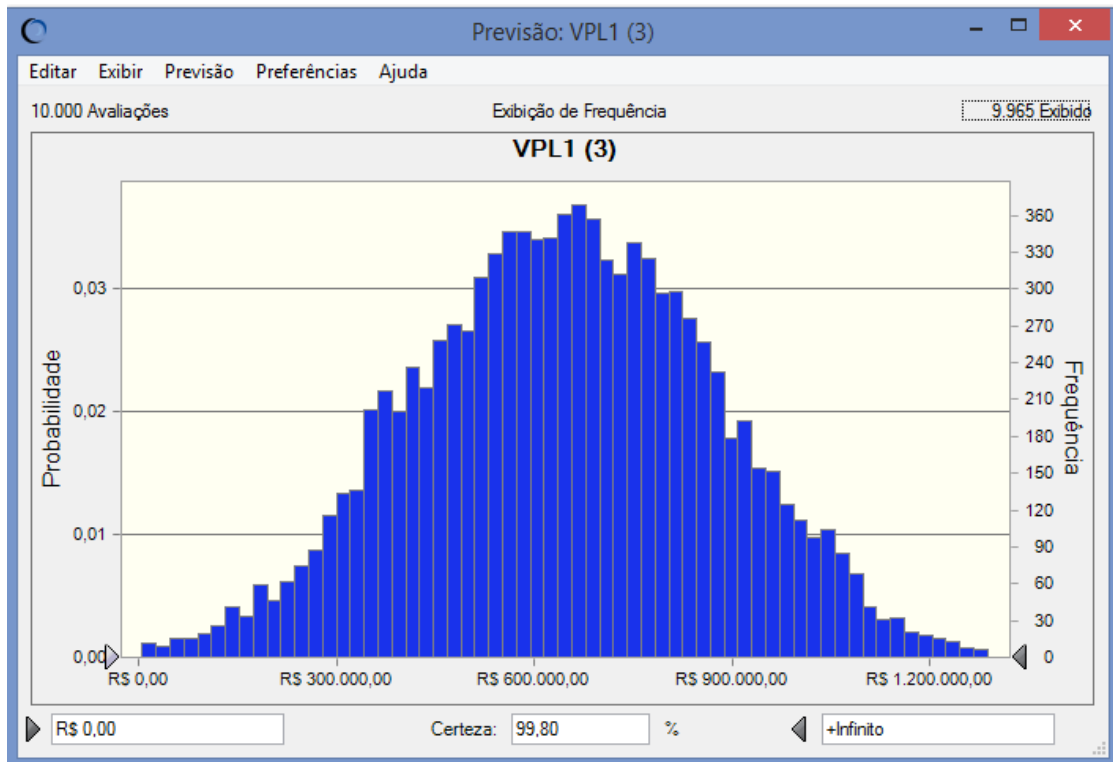 Previsão: VPL1 (3)
Editar Exibir Previsão Preferências Ajuda
10.000 Avaliações Exibição de Frequência 9.965 Exibido
VPL1 (3)
Probabilidade
0,03
0,02
0,01
0,00
360
330
300
270
240
210
180
150
120
90
60
30
0
Frequência
R$ 0,00 R$ 300.000,00 R$ 600.000,00 R$ 900.000,00 R$ 1.200.000,00
R$ 0,00 Certeza: 99,80 % +Infinito